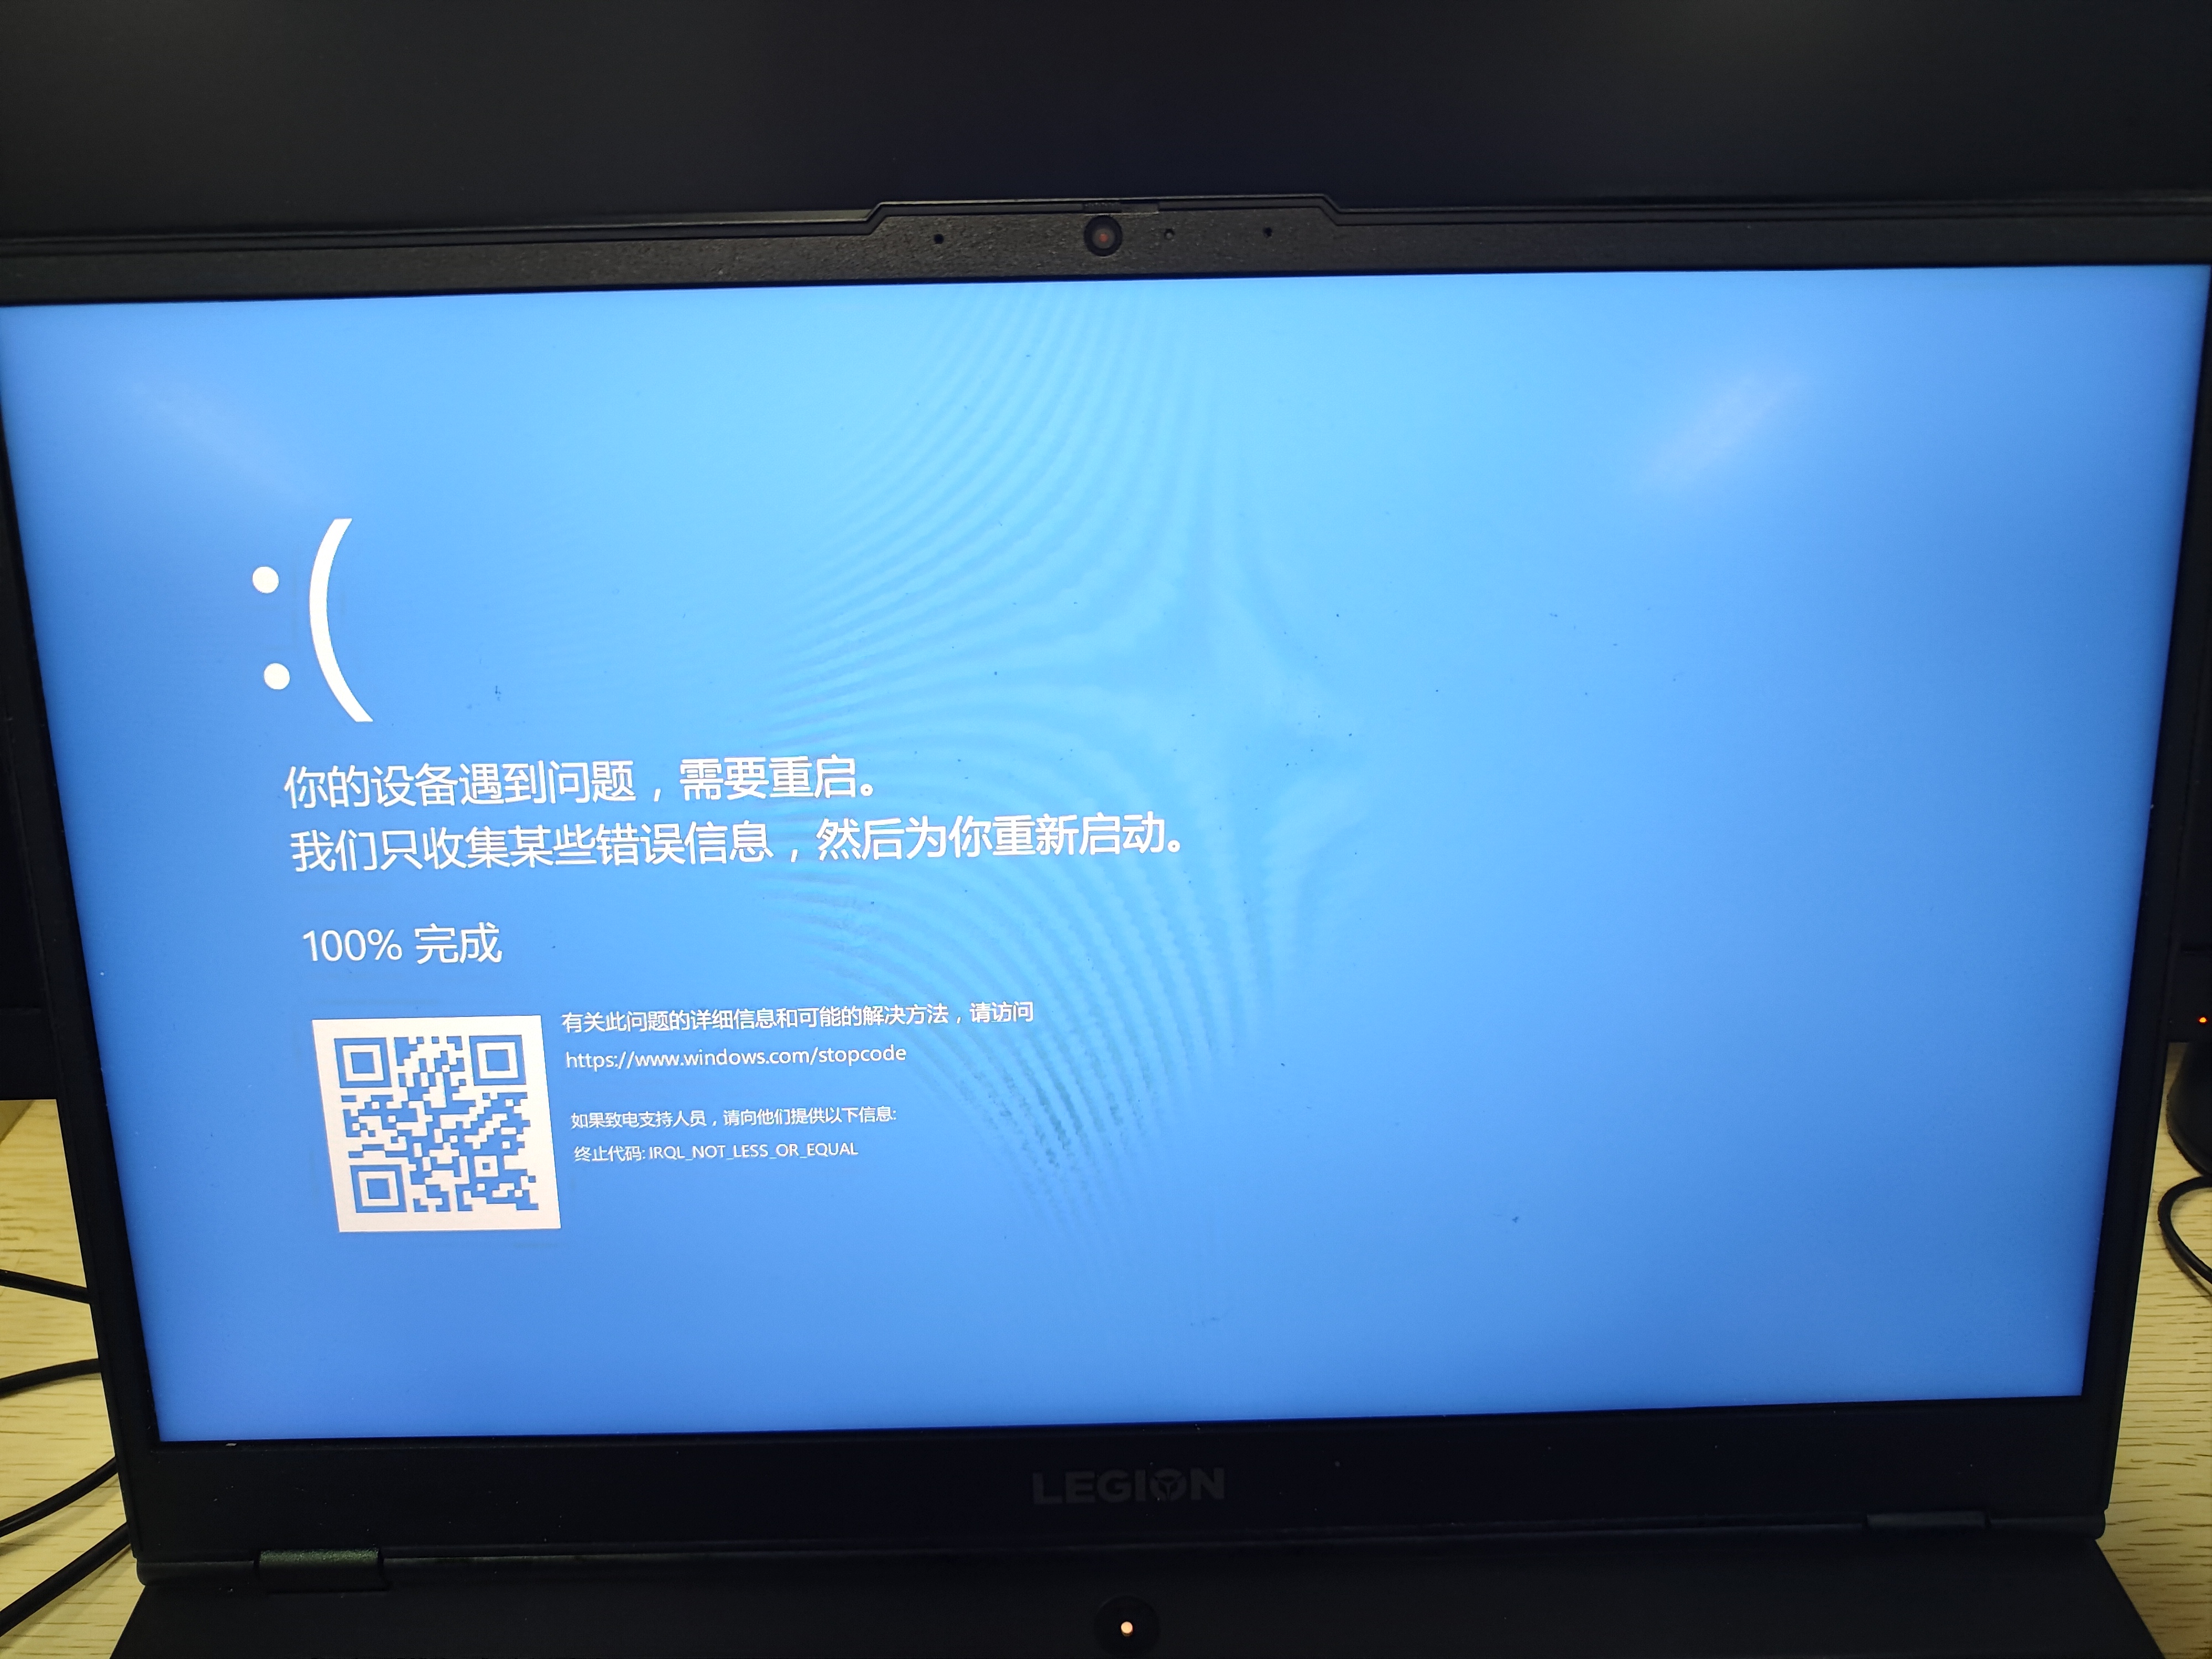 :(
你的设备遇到问题，需要重启。
我们只收集某些错误信息，然后为你重新启动。
100% 完成
有关此问题的详细信息和可能的解决方法，请访问
https://www.windows.com/stopcode
如果致电支持人员，请向他们提供以下信息:
终止代码: IRQL_NOT_LESS_OR_EQUAL
LEGION